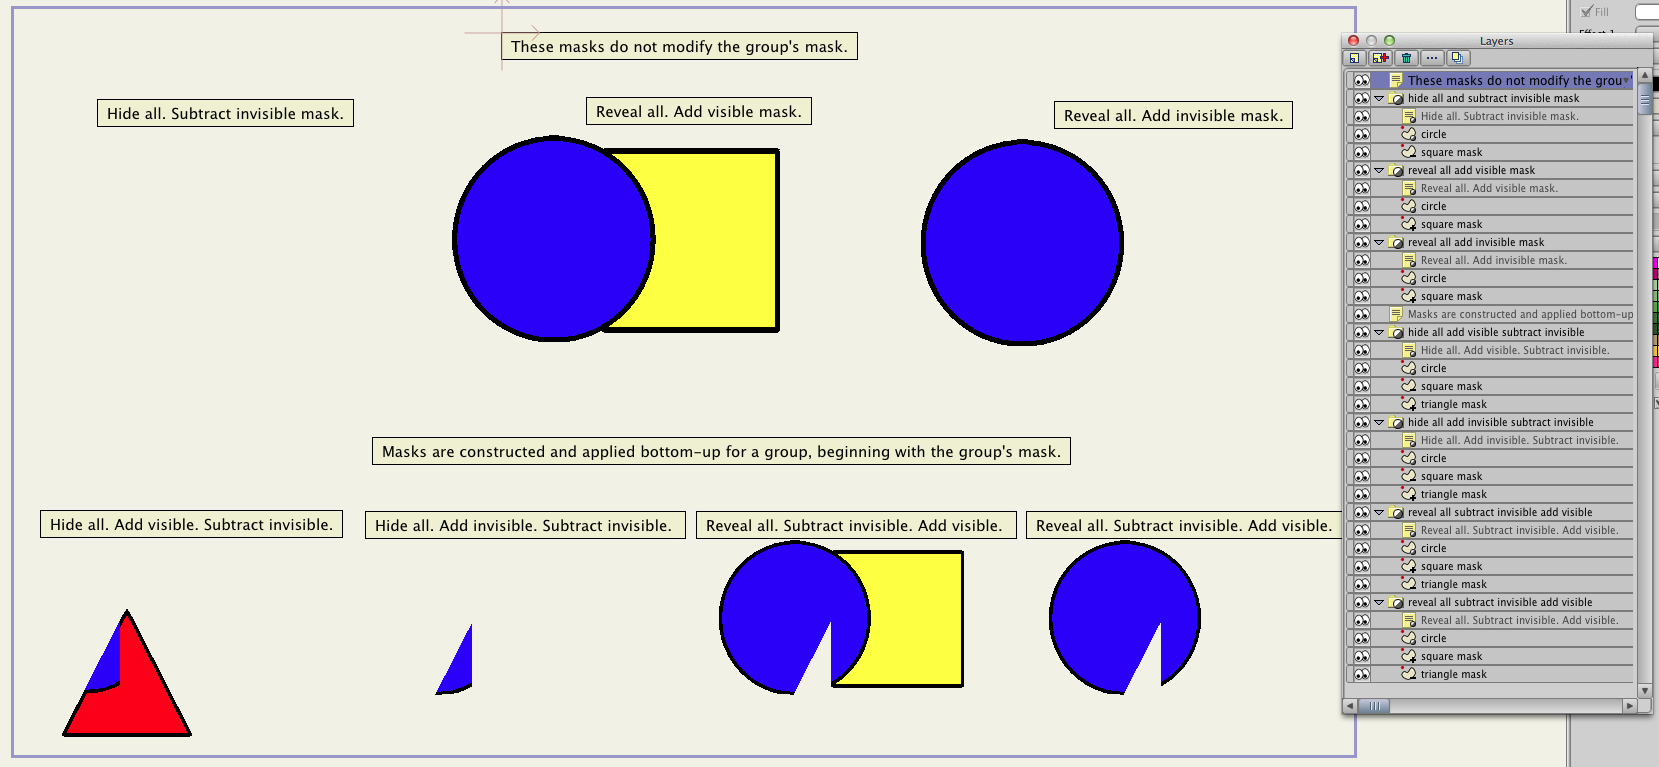 These masks do not modify the group's mask.
Hide all. Subtract invisible mask.
Reveal all. Add visible mask.
Reveal all. Add invisible mask.
Masks are constructed and applied bottom-up for a group, beginning with the group's mask.
Hide all. Add visible. Subtract invisible.
Hide all. Add invisible. Subtract invisible.
Reveal all. Subtract invisible. Add visible.
Reveal all. Subtract invisible. Add visible.
Fill
Layers
These masks do not modify the grou
hide all and subtract invisible mask
Hide all. Subtract invisible mask.
circle
square mask
reveal all add visible mask
Reveal all. Add visible mask.
circle
square mask
reveal all add invisible mask
Reveal all. Add invisible mask.
circle
square mask
Masks are constructed and applied bottom-up
hide all add visible subtract invisible
Hide all. Add visible. Subtract invisible.
circle
square mask
triangle mask
hide all add invisible subtract invisible
Hide all. Add invisible. Subtract invisible.
circle
square mask
triangle mask
reveal all subtract invisible add visible
Reveal all. Subtract invisible. Add visible.
circle
square mask
triangle mask
reveal all subtract invisible add visible
Reveal all. Subtract invisible. Add visible.
circle
square mask
triangle mask